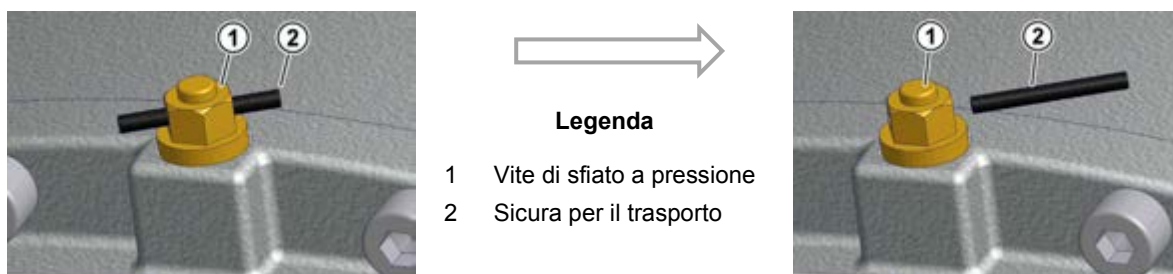 1 2
Legenda
1 Vite di sfiato a pressione
2 Sicura per il trasporto
1 2